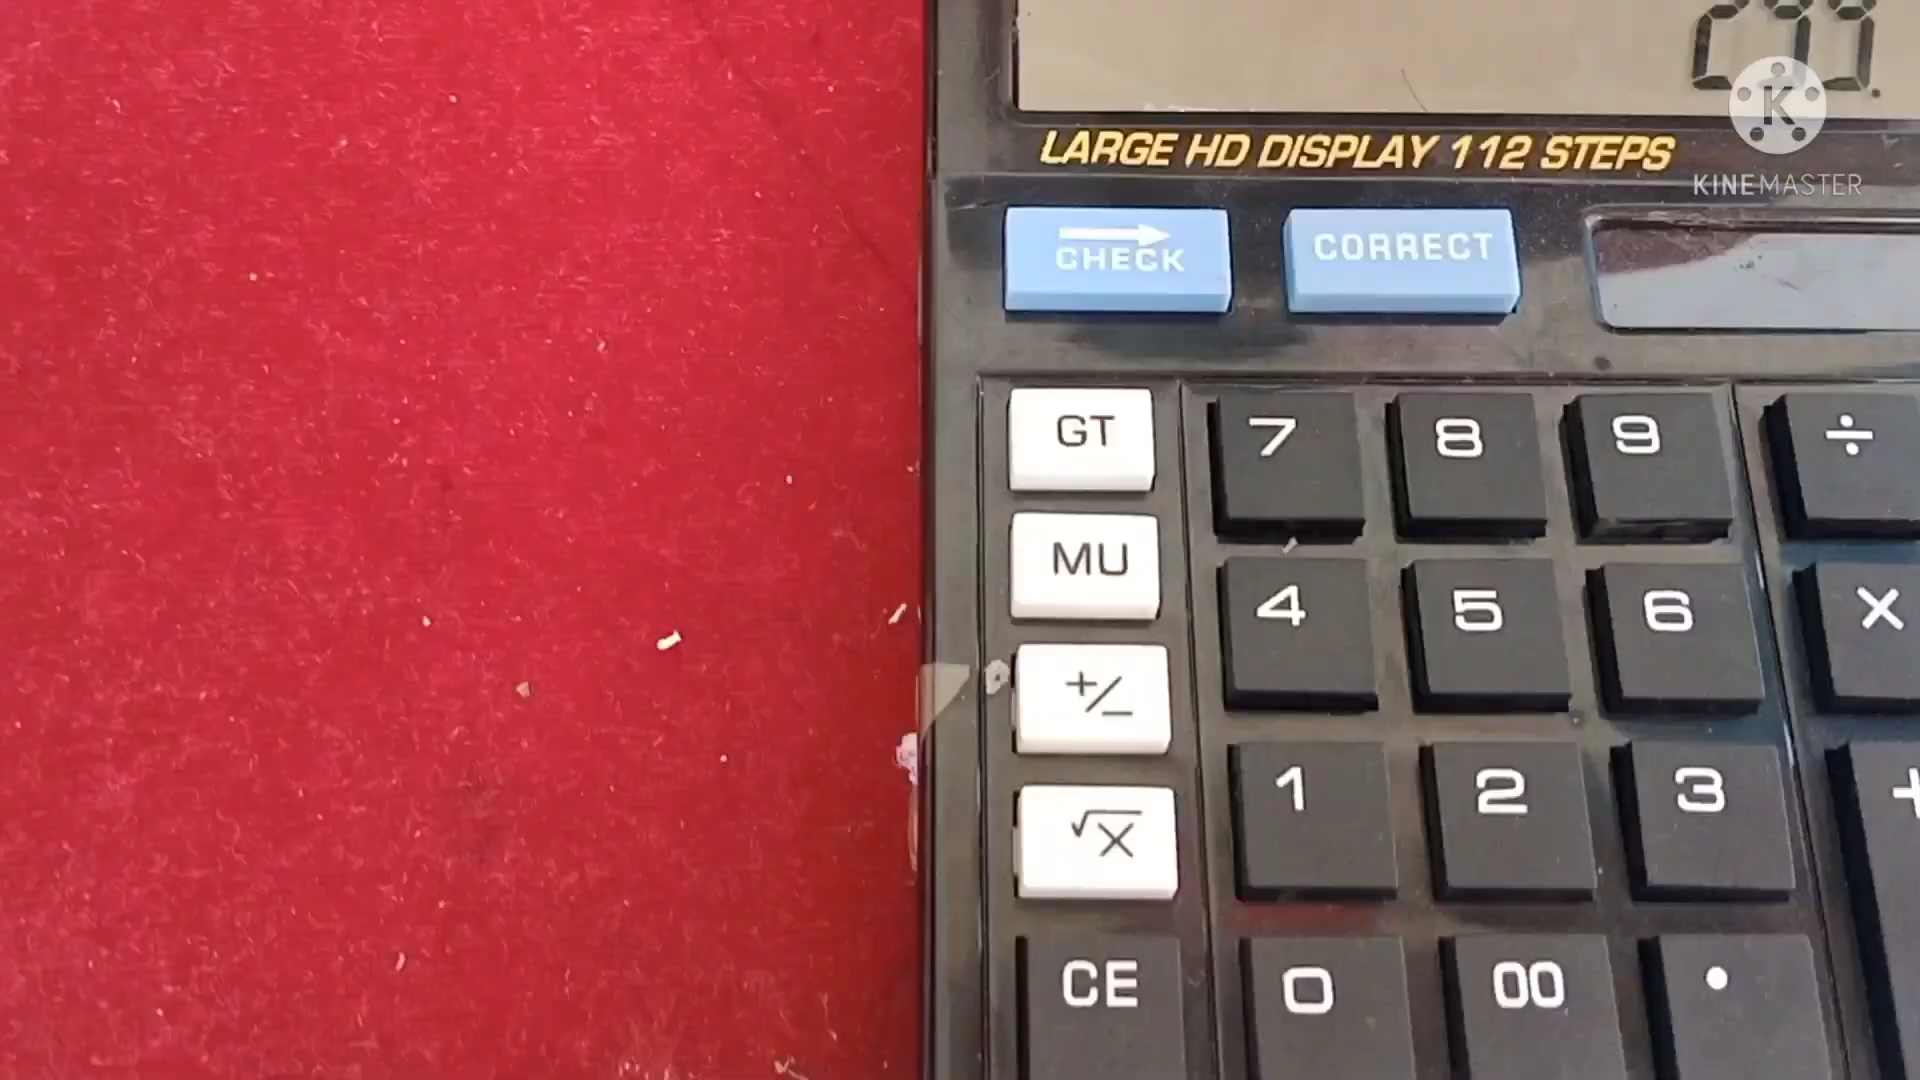 LARGE HD DISPLAY 112 STEPS
KINEMASTER
CHECK
CORRECT
GT
7
8
9
÷
MU
4
5
6
X
+/−
1
2
3
+
√X
CE
0
00
.